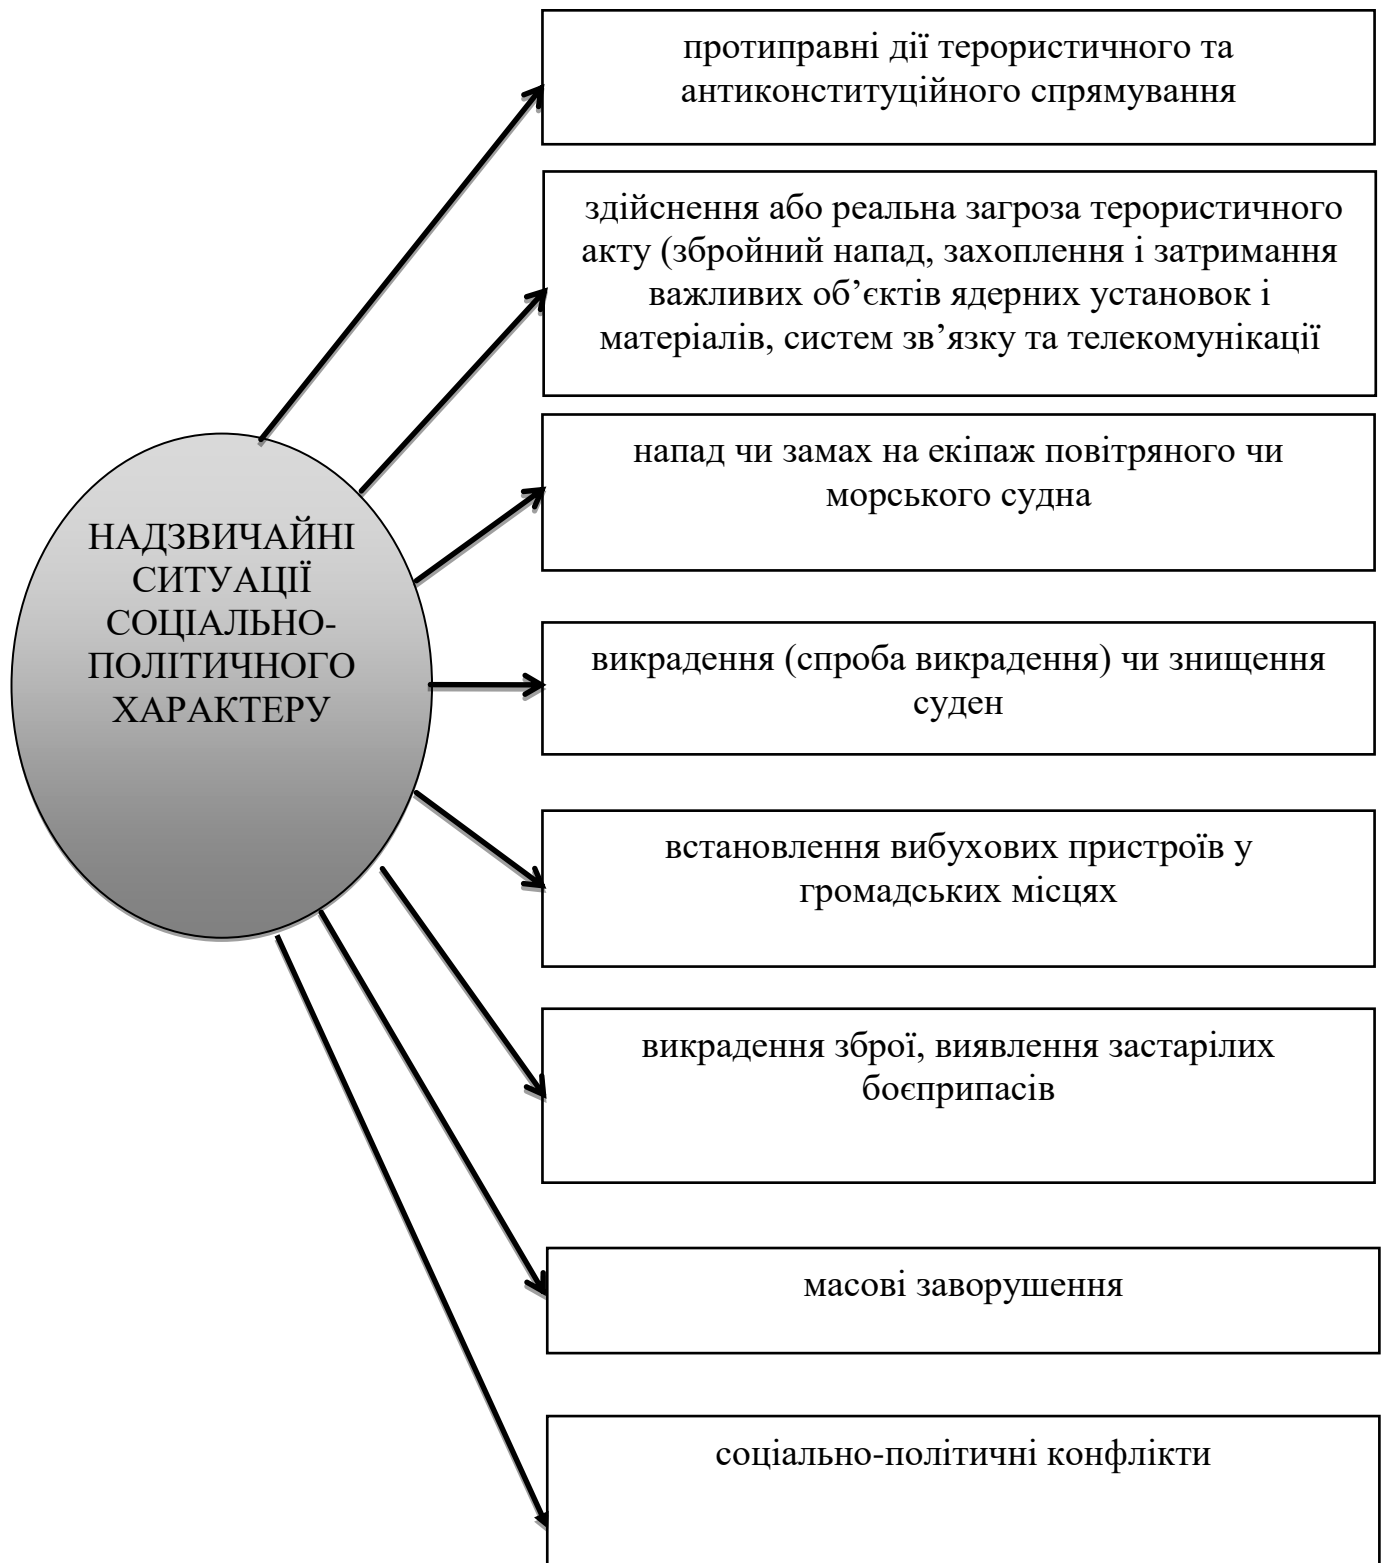 протиправні дії терористичного та
антиконституційного спрямування
здійснення або реальна загроза терористичного
акту (збройний напад, захоплення і затримання
важливих об’єктів ядерних установок і
матеріалів, систем зв’язку та телекомунікації
напад чи замах на екіпаж повітряного чи
морського судна
НАДЗВИЧАЙНІ
СИТУАЦІЇ
СОЦІАЛЬНО-
ПОЛІТИЧНОГО
ХАРАКТЕРУ
викрадення (спроба викрадення) чи знищення
суден
встановлення вибухових пристроїв у
громадських місцях
викрадення зброї, виявлення застарілих
боєприпасів
масові заворушення
соціально-політичні конфлікти